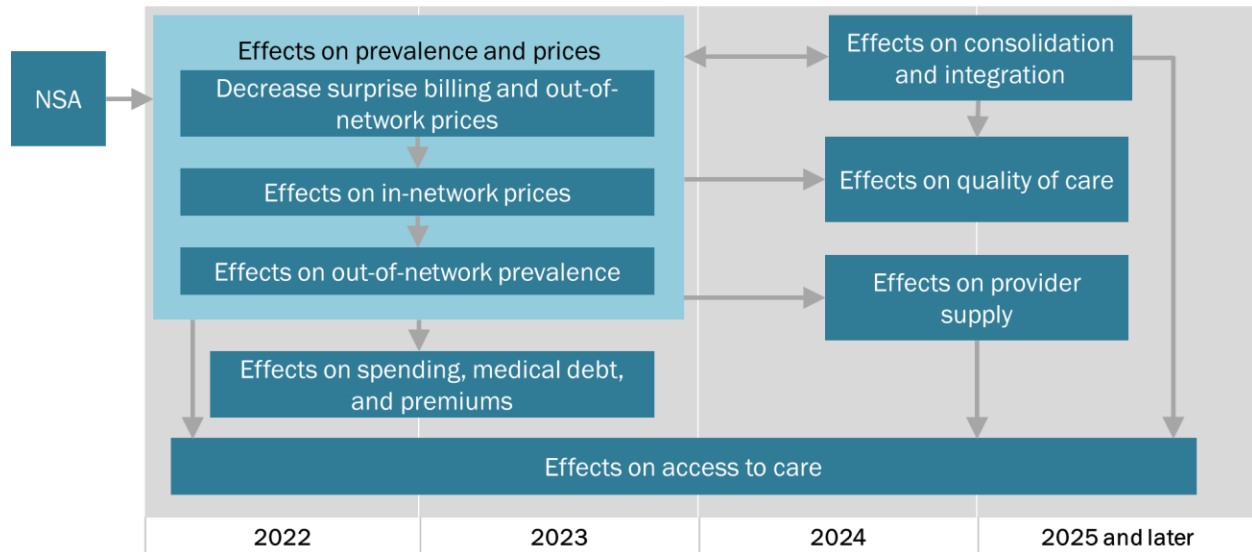 NSA
Effects on prevalence and prices
Decrease surprise billing and out-of-
network prices
Effects on in-network prices
Effects on out-of-network prevalence
Effects on spending, medical debt,
and premiums
Effects on consolidation
and integration
Effects on quality of care
Effects on provider
supply
Effects on access to care
2022
2023
2024
2025 and later